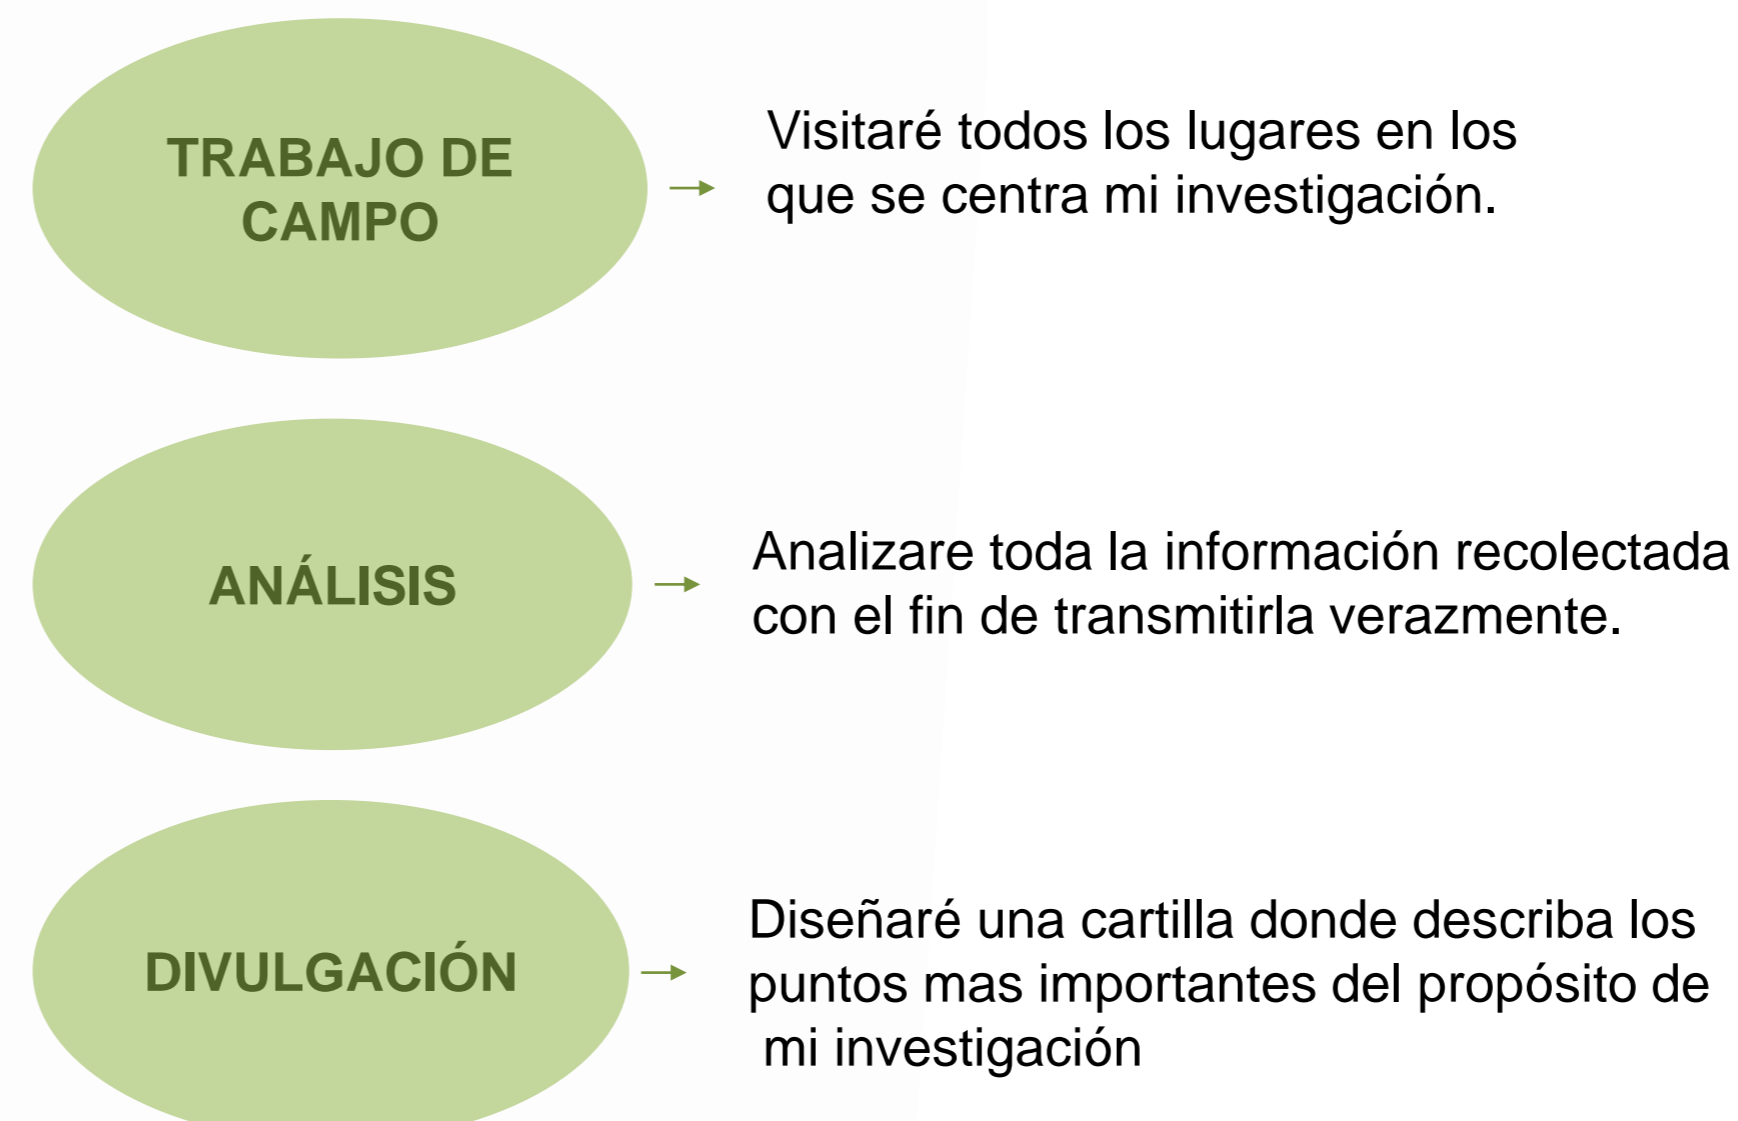 TRABAJO DE
CAMPO
Visitaré todos los lugares en los
que se centra mi investigación.
ANÁLISIS
Analizare toda la información recolectada
con el fin de transmitirla verazmente.
DIVULGACIÓN
Diseñaré una cartilla donde describa los
puntos mas importantes del propósito de
mi investigación